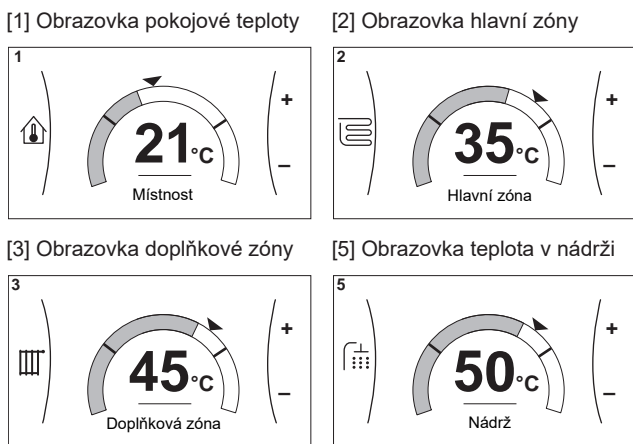 [1] Obrazovka pokojové teploty
1
+
21°C
–
Místnost
[2] Obrazovka hlavní zóny
2
+
35°C
–
Hlavní zóna
[3] Obrazovka doplňkové zóny
3
+
45°C
–
Doplňková zóna
[5] Obrazovka teplota v nádrži
5
+
50°C
–
Nádrž